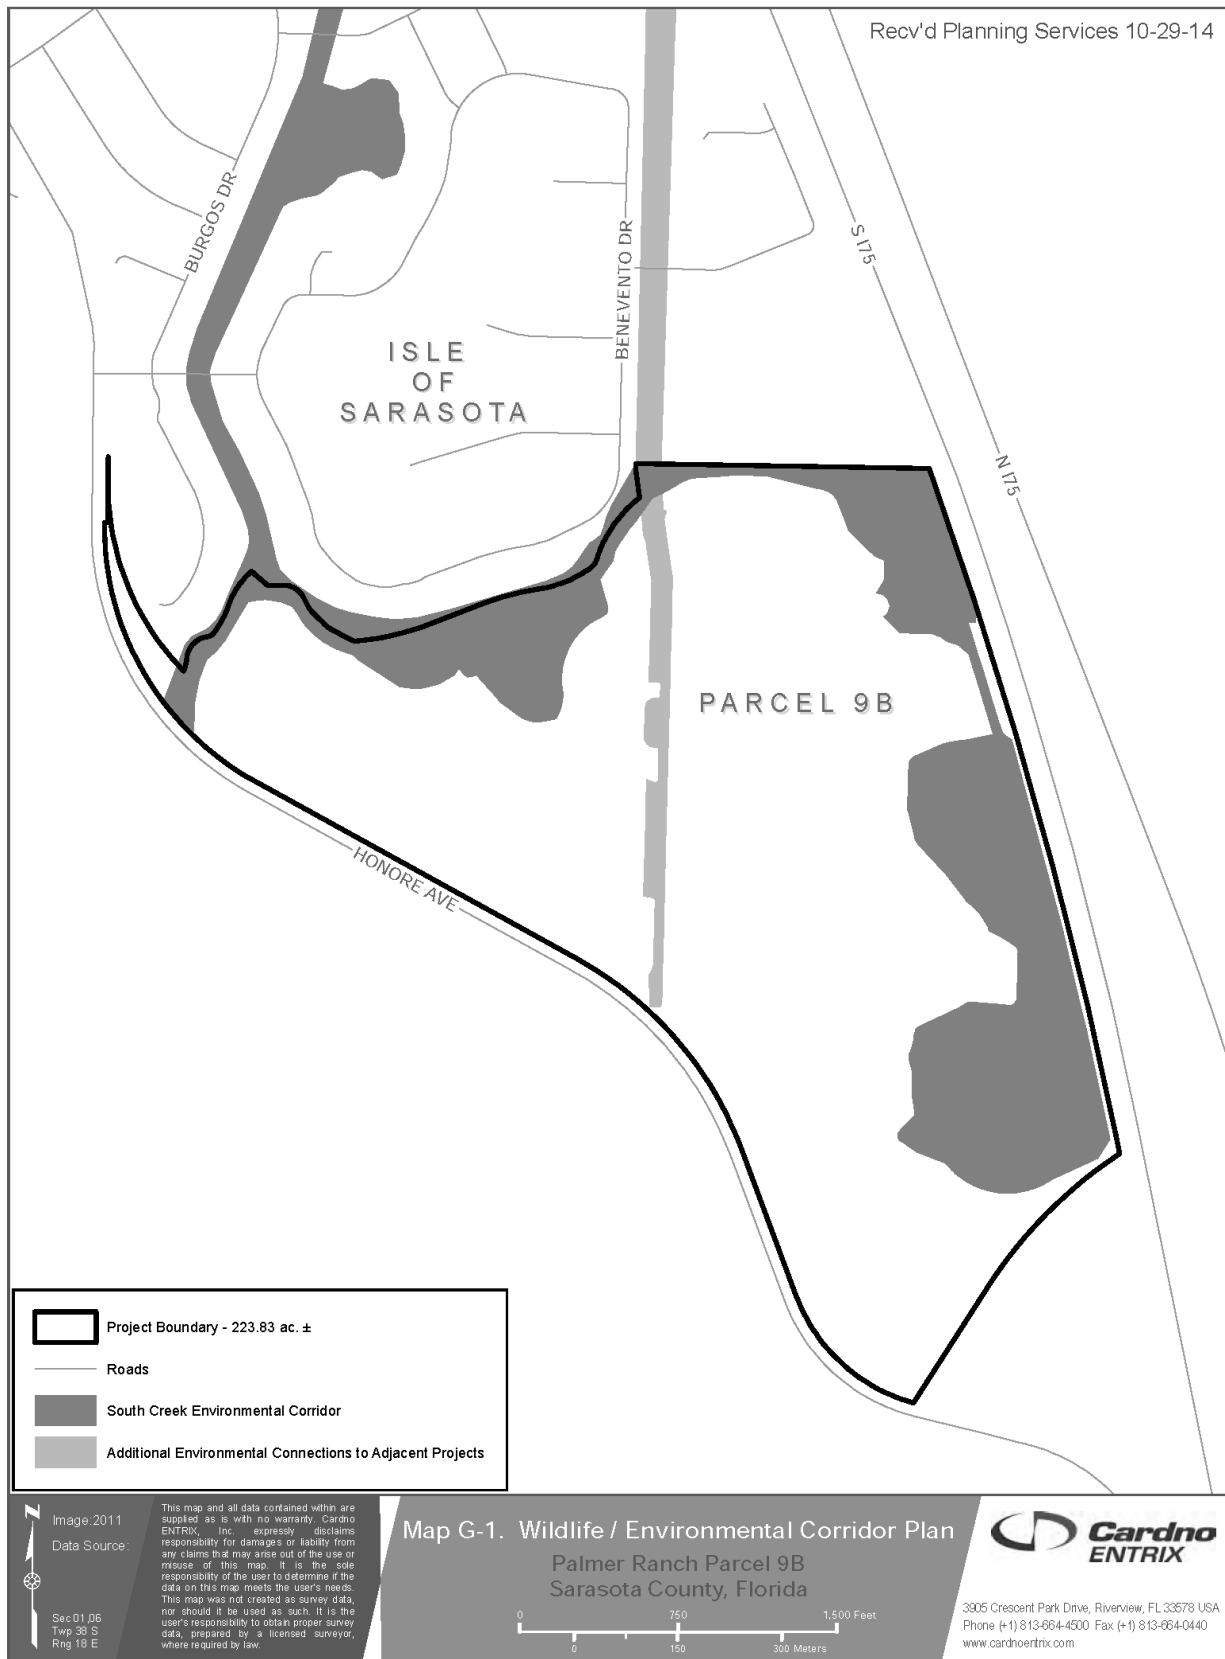 Recv'd Planning Services 10-29-14
BURGOS DR
BENEVENTO DR
S I75
N I75
ISLE
OF
SARASOTA
PARCEL 9B
HONORE AVE
Project Boundary - 223.83 ac. ±
Roads
South Creek Environmental Corridor
Additional Environmental Connections to Adjacent Projects
N
Image:2011
Data Source:
Sec 01,06
Twp 38 S
Rng 18 E
This map and all data contained within are
supplied as is with no warranty. Cardno
ENTRIX, Inc. expressly disclaims
responsibility for damages or liability from
any claims that may arise out of the use or
misuse of this map. It is the sole
responsibility of the user to determine if the
data on this map meets the user's needs.
This map was not created as survey data,
nor should it be used as such. It is the
user's responsibility to obtain proper survey
data, prepared by a licensed surveyor,
where required by law.
Map G-1. Wildlife / Environmental Corridor Plan
Palmer Ranch Parcel 9B
Sarasota County, Florida
0 750 1,500 Feet
0 150 300 Meters
Cardno
ENTRIX
3905 Crescent Park Drive, Riverview, FL 33578 USA
Phone (+1) 813-664-4500 Fax (+1) 813-664-0440
www.cardnoentrix.com